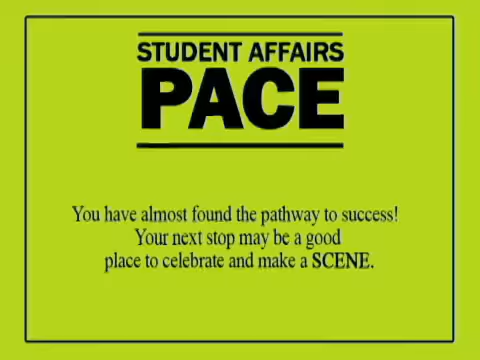 STUDENT AFFAIRS
PACE
You have almost found the pathway to success!
Your next stop may be a good
place to celebrate and make a SCENE.